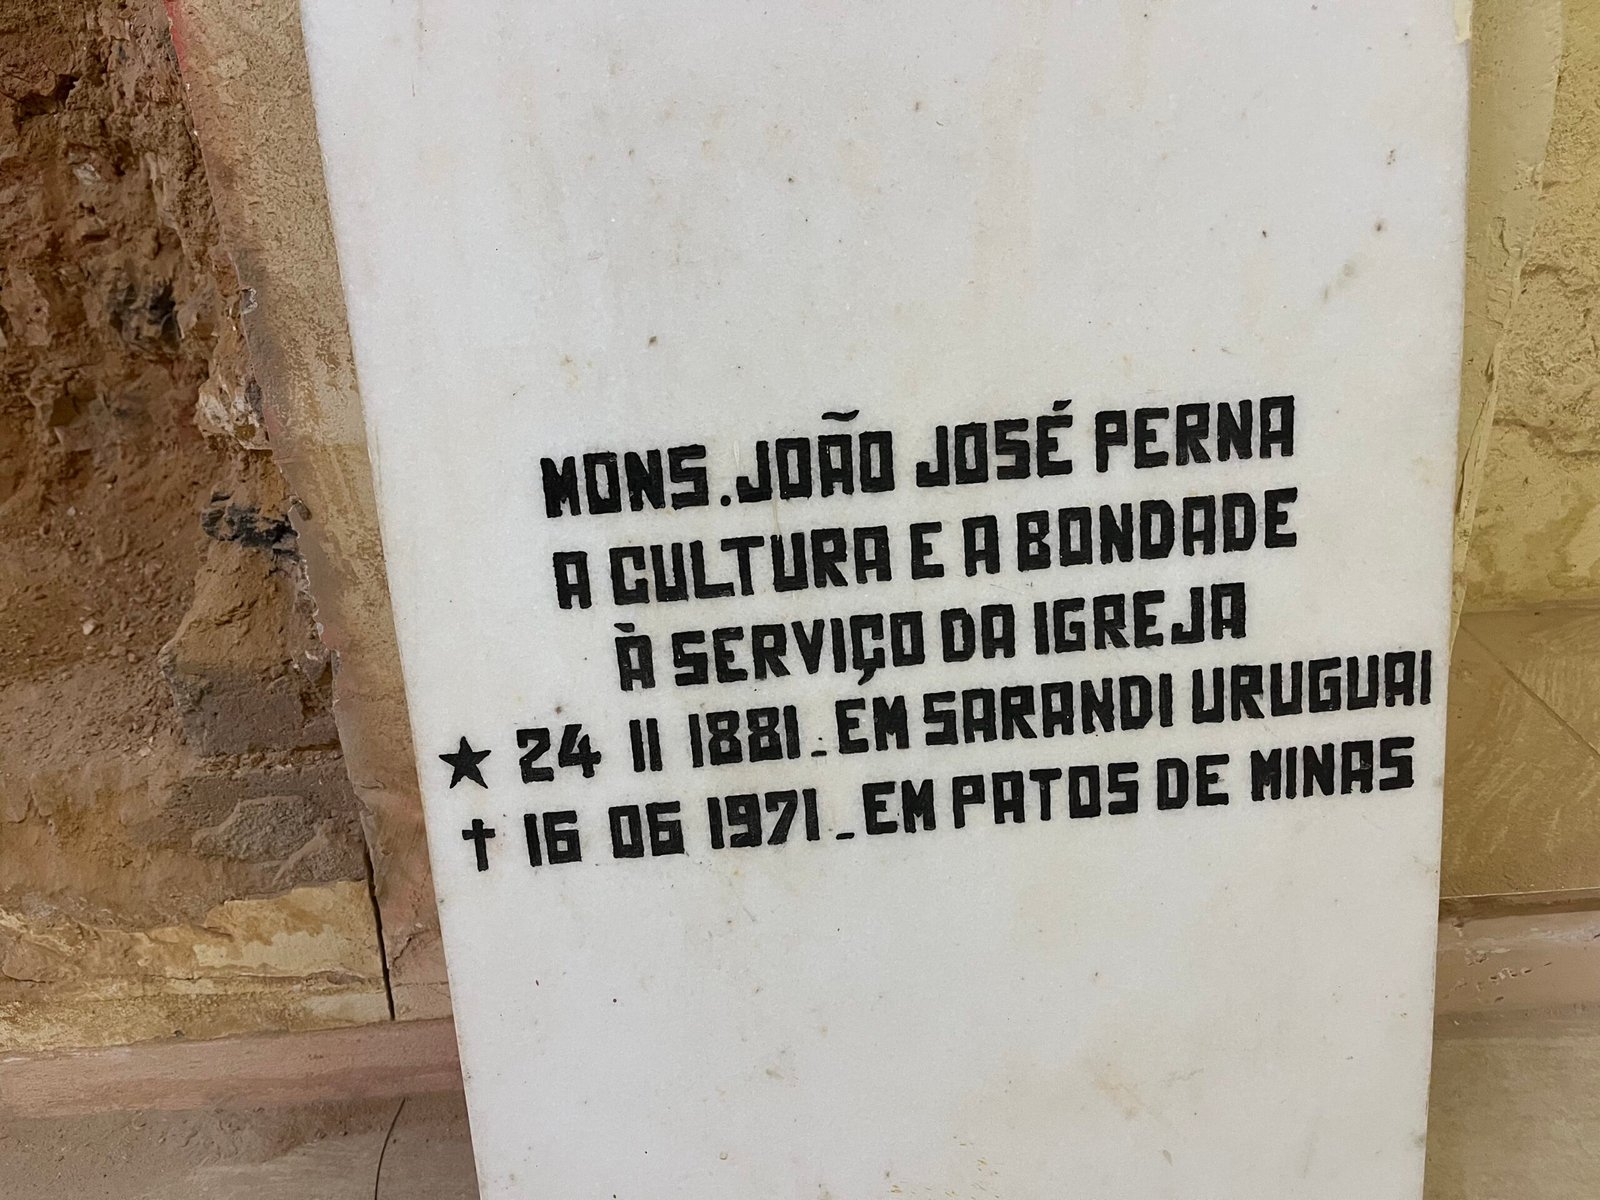 MONS. JOÃO JOSÉ PERNA
A CULTURA E A BONDADE
À SERVIÇO DA IGREJA
★ 24 11 1881 - EM SARANDI URUGUAI
✝ 16 06 1971 - EM PATOS DE MINAS